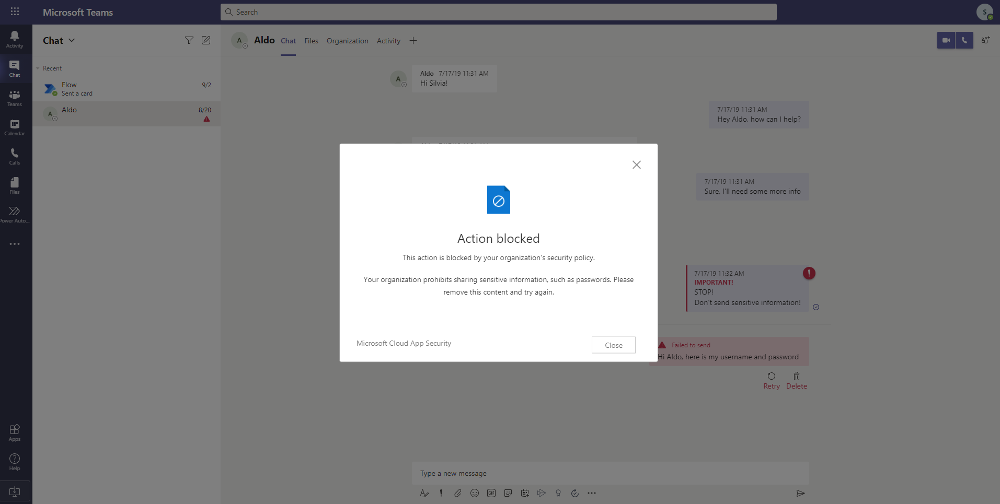 Microsoft Teams
Search
S
Activity
Chat
Teams
Calendar
Calls
Files
Power Auto...
Apps
Help
Chat
Recent
Flow 9/2
Sent a card
A
Aldo 8/20
A
Aldo Chat Files Organization Activity
A
Aldo 7/17/19 11:31 AM
Hi Silvia!
7/17/19 11:31 AM
Hey Aldo, how can I help?
7/17/19 11:31 AM
Sure, I'll need some more info
7/17/19 11:32 AM
IMPORTANT!
STOP!
Don't send sensitive information!
Failed to send
Hi Aldo, here is my username and password
Retry Delete
Action blocked
This action is blocked by your organization's security policy.
Your organization prohibits sharing sensitive information, such as passwords. Please
remove this content and try again.
Microsoft Cloud App Security
Close
Type a new message
GIF